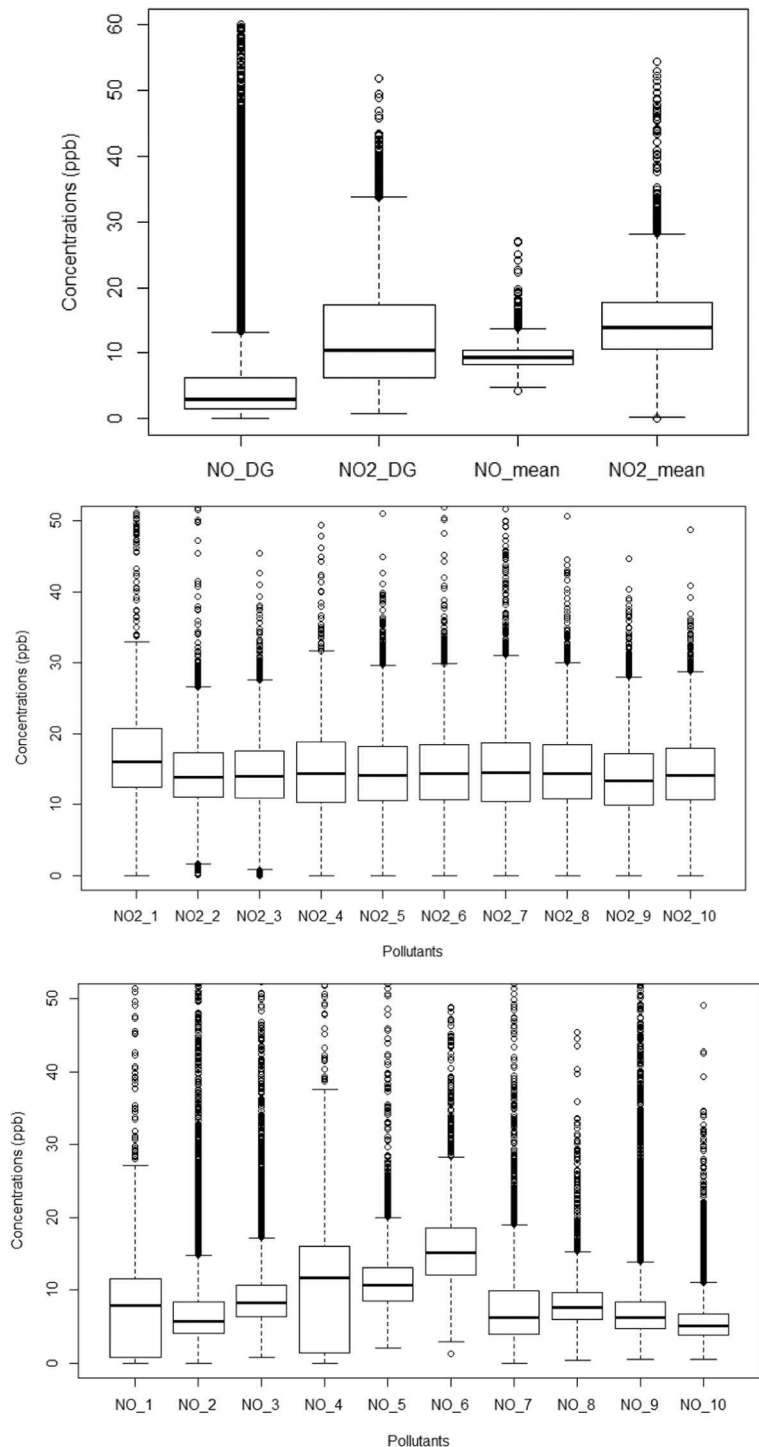 60
50
40
30
20
10
0
Concentrations (ppb)
NO_DG NO2_DG NO_mean NO2_mean
50
40
30
20
10
0
Concentrations (ppb)
NO2_1 NO2_2 NO2_3 NO2_4 NO2_5 NO2_6 NO2_7 NO2_8 NO2_9 NO2_10
Pollutants
50
40
30
20
10
0
Concentrations (ppb)
NO_1 NO_2 NO_3 NO_4 NO_5 NO_6 NO_7 NO_8 NO_9 NO_10
Pollutants